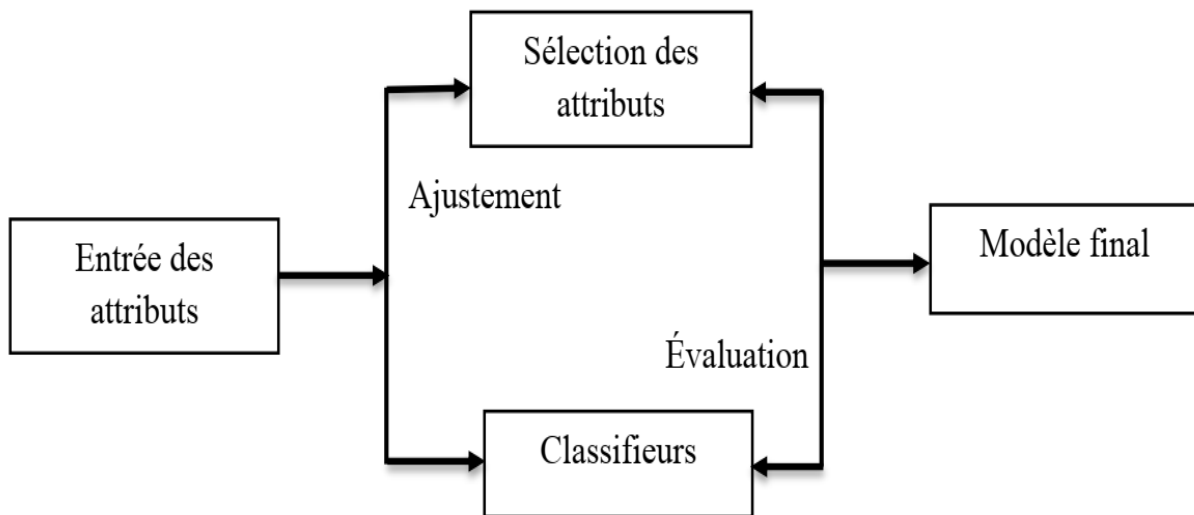 Sélection des
attributs
Ajustement
Entrée des
attributs
Modèle final
Évaluation
Classifieurs